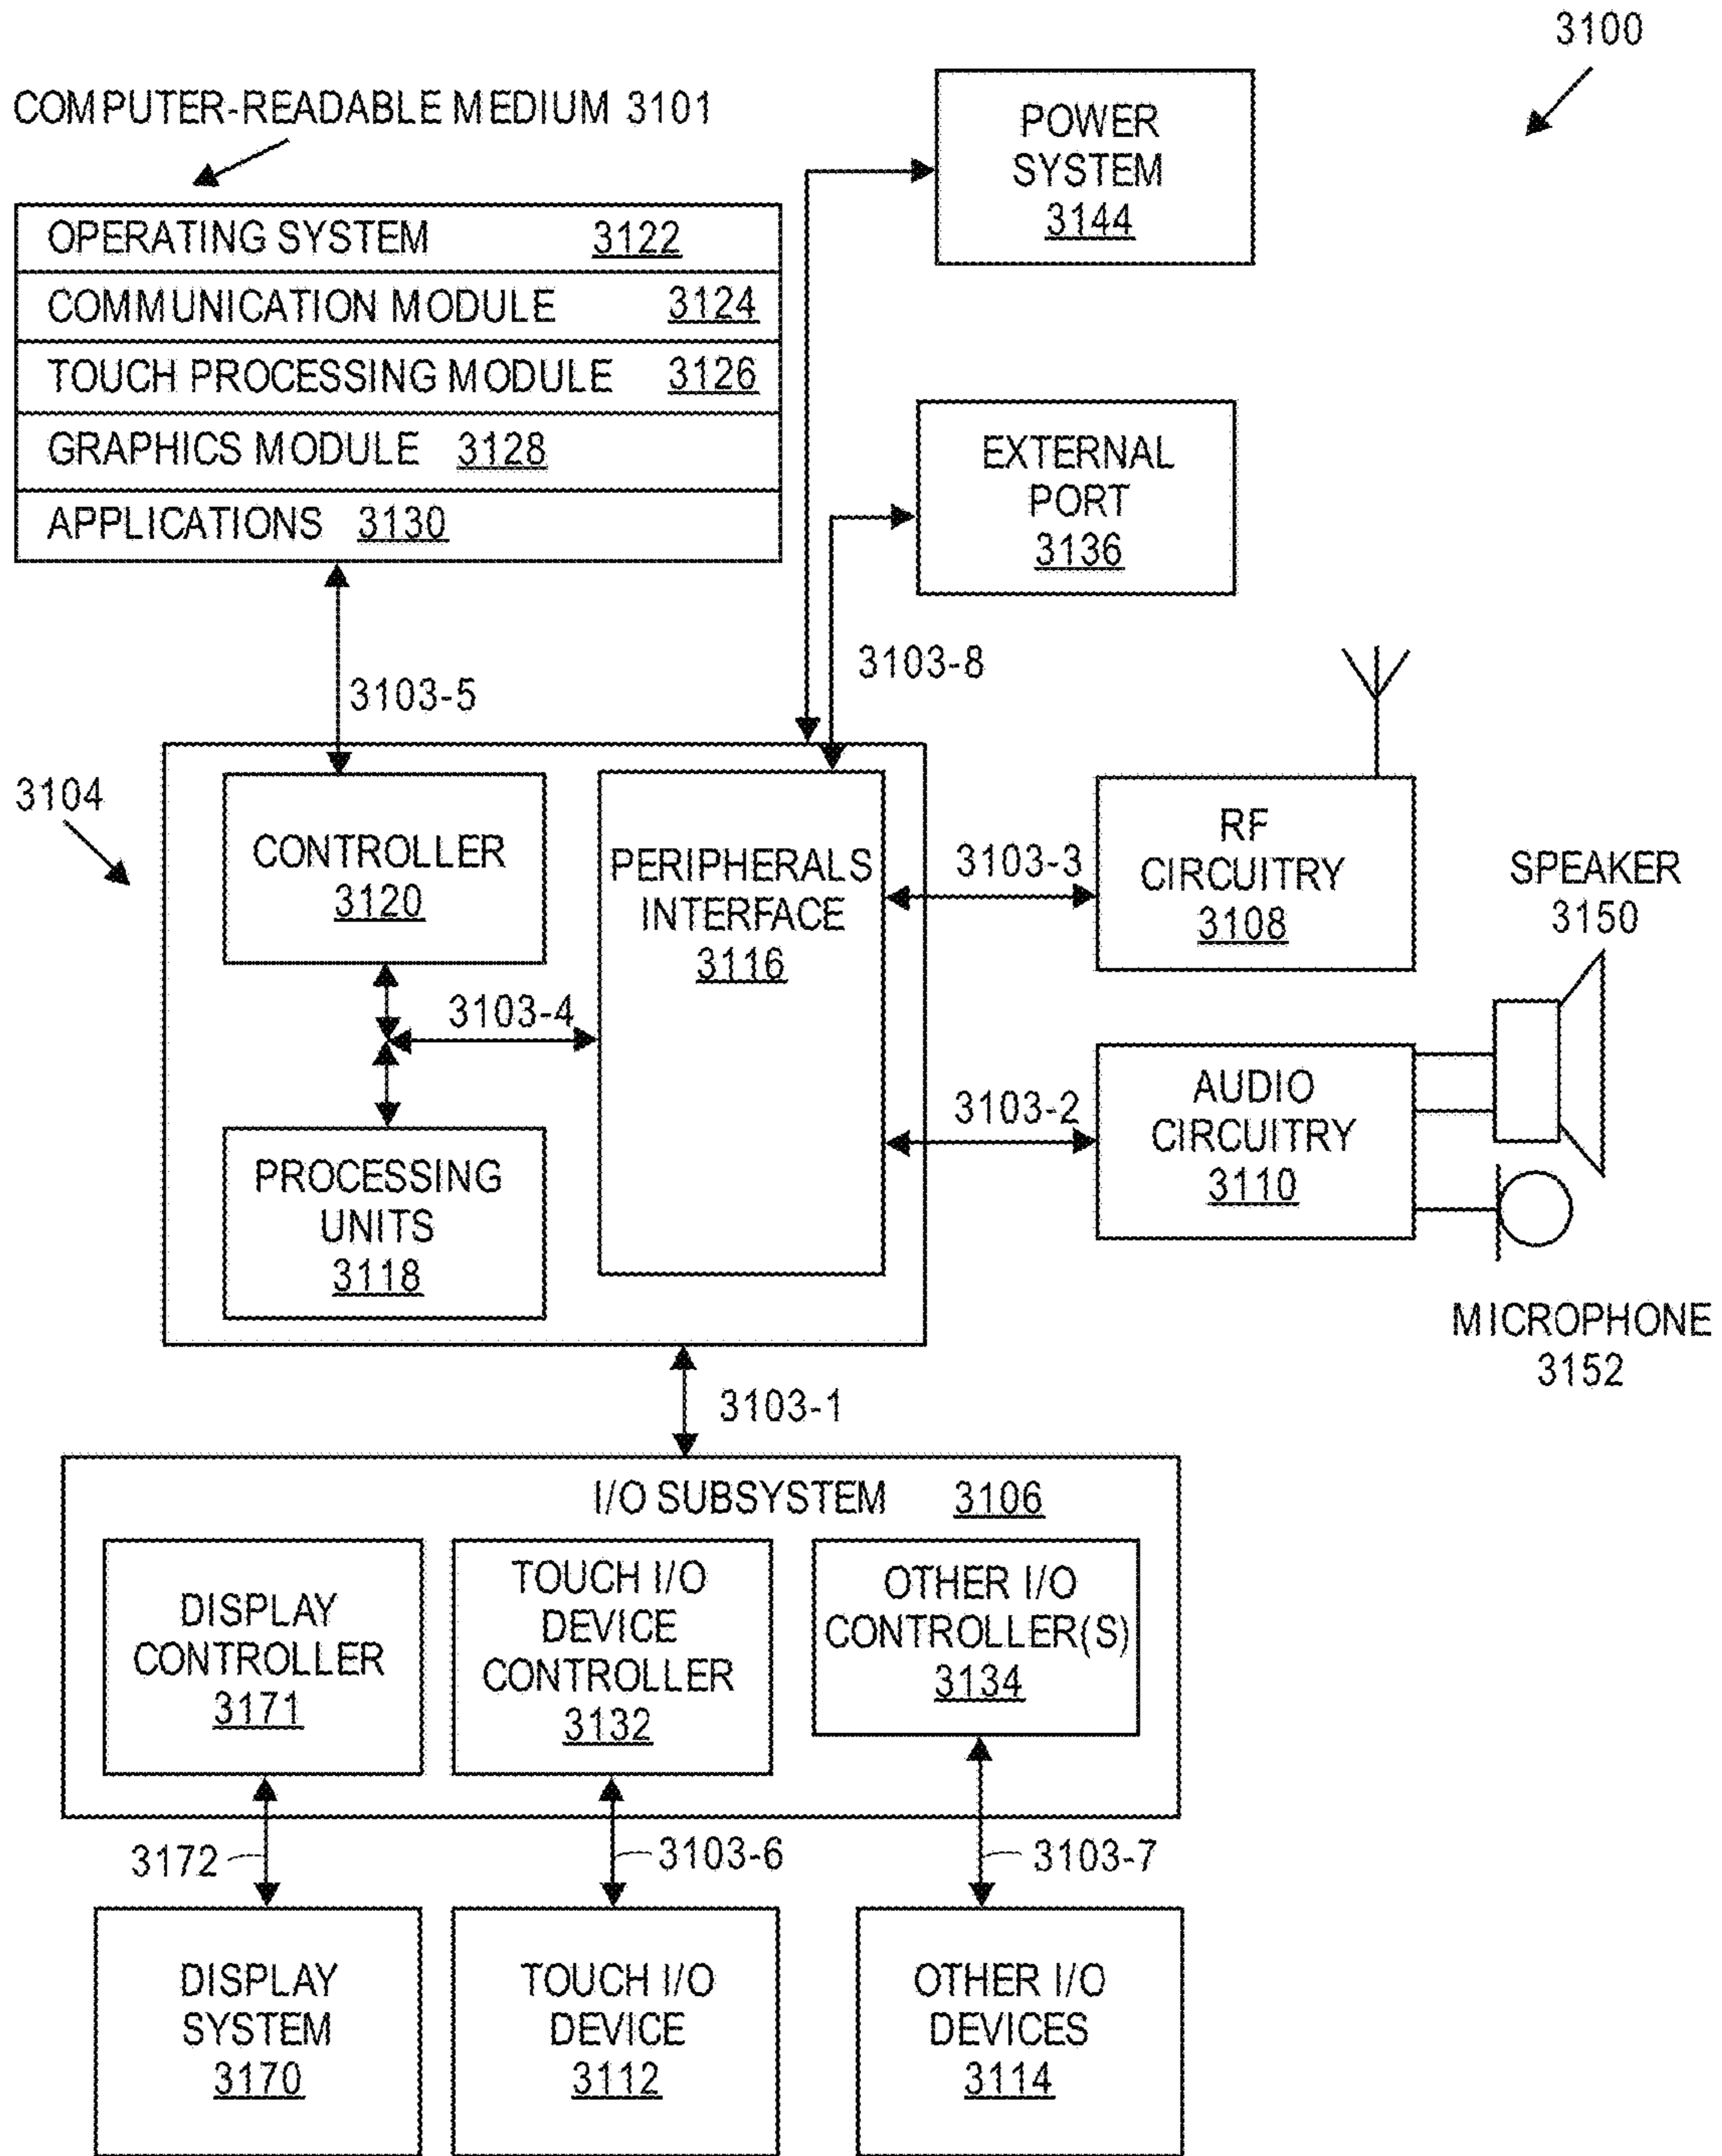 3100
COMPUTER-READABLE MEDIUM 3101
POWER
SYSTEM
3144
OPERATING SYSTEM 3122
COMMUNICATION MODULE 3124
TOUCH PROCESSING MODULE 3126
GRAPHICS MODULE 3128
APPLICATIONS 3130
EXTERNAL
PORT
3136
3103-8
3103-5
3104
CONTROLLER
3120
PERIPHERALS
INTERFACE
3116
3103-4
PROCESSING
UNITS
3118
3103-3
RF
CIRCUITRY
3108
SPEAKER
3150
3103-2
AUDIO
CIRCUITRY
3110
MICROPHONE
3152
3103-1
I/O SUBSYSTEM 3106
DISPLAY
CONTROLLER
3171
TOUCH I/O
DEVICE
CONTROLLER
3132
OTHER I/O
CONTROLLER(S)
3134
3172
3103-6
3103-7
DISPLAY
SYSTEM
3170
TOUCH I/O
DEVICE
3112
OTHER I/O
DEVICES
3114